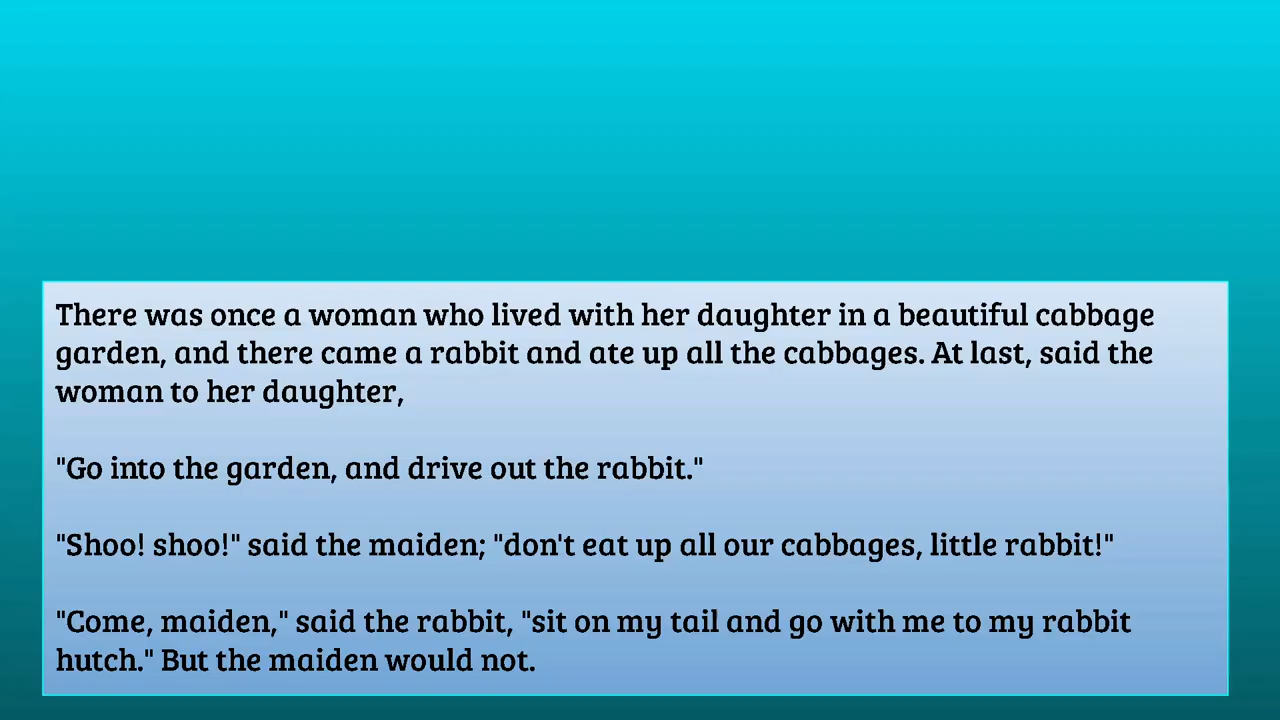 There was once a woman who lived with her daughter in a beautiful cabbage
garden, and there came a rabbit and ate up all the cabbages. At last, said the
woman to her daughter,
"Go into the garden, and drive out the rabbit."
"Shoo! shoo!" said the maiden; "don't eat up all our cabbages, little rabbit!"
"Come, maiden," said the rabbit, "sit on my tail and go with me to my rabbit
hutch." But the maiden would not.